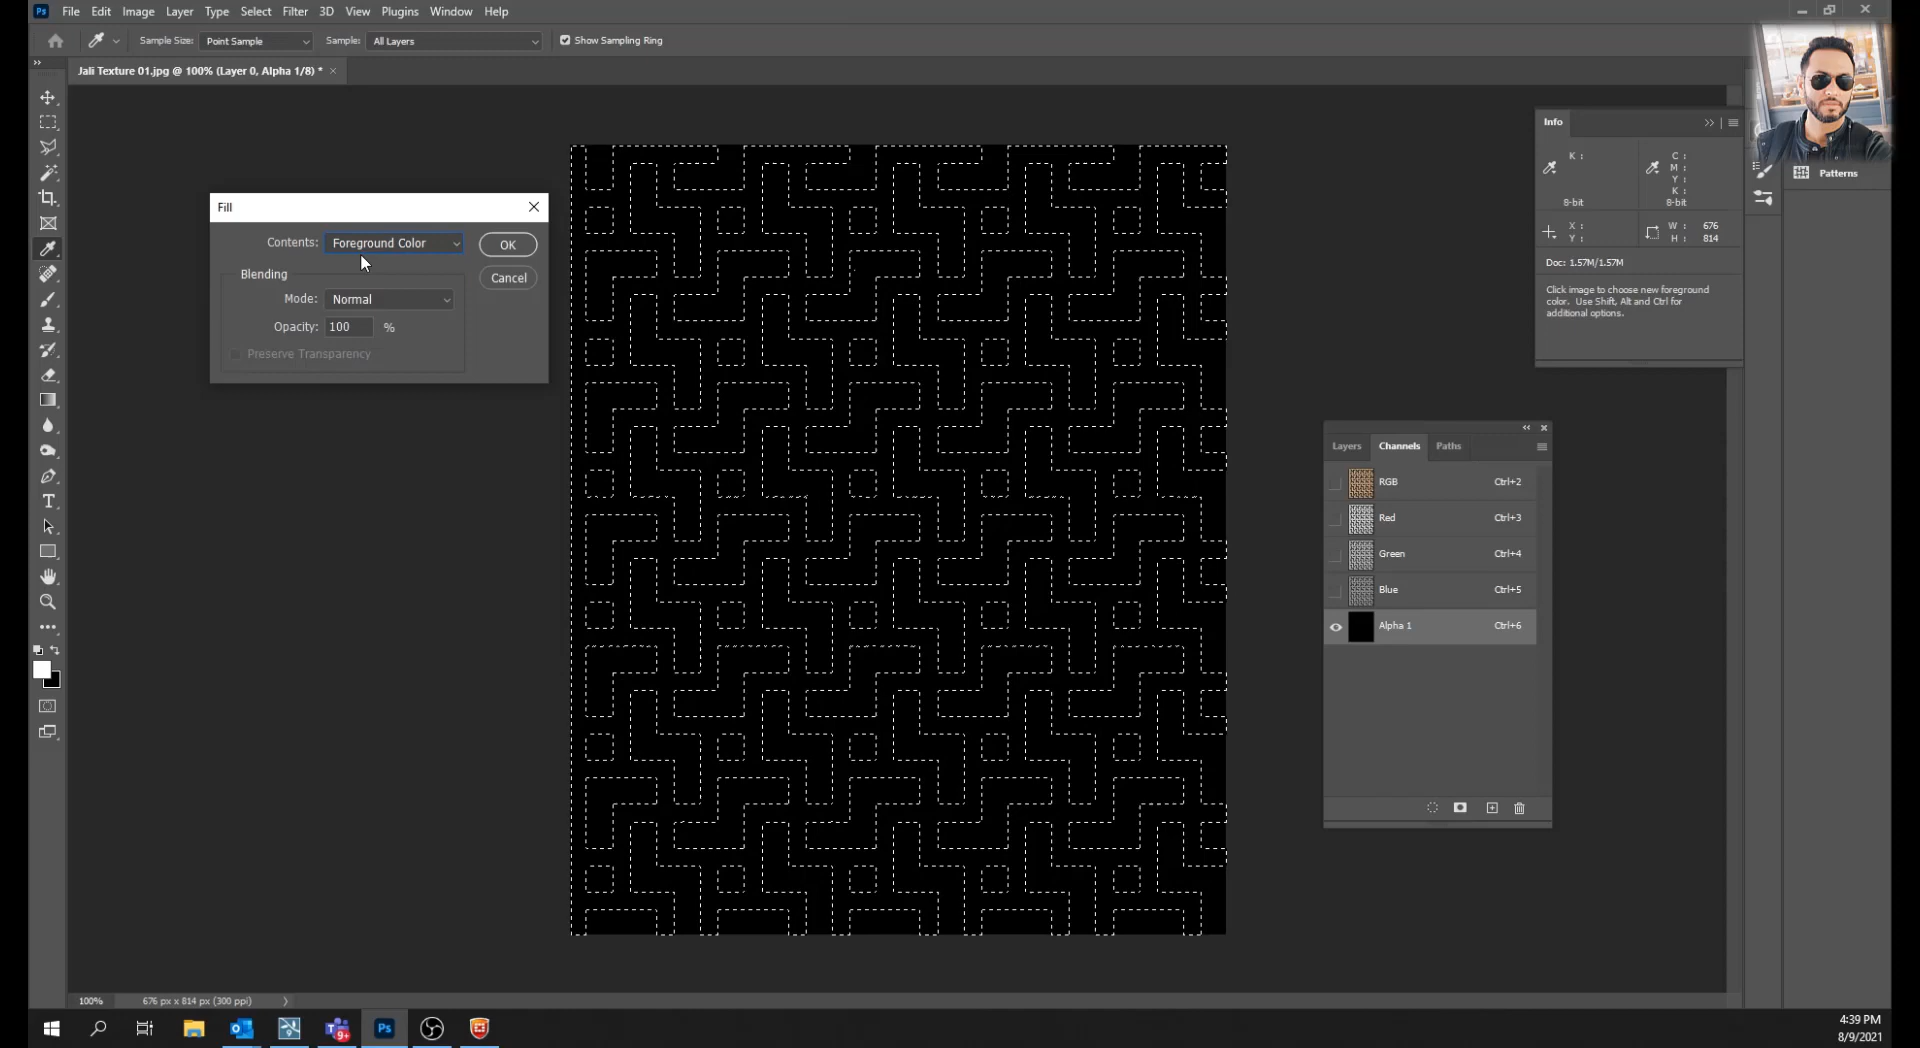 Ps File Edit Image Layer Type Select Filter 3D View Plugins Window Help
Sample Size: Point Sample Sample: All Layers Show Sampling Ring
Jali Texture 01.jpg @ 100% (Layer 0, Alpha 1/8) * ×
Fill
Contents: Foreground Color OK
Blending Cancel
Mode: Normal
Opacity: 100 %
Preserve Transparency
Info
K :
8-bit
C :
M :
Y :
K :
8-bit
X :
Y :
W : 676
H : 814
Doc: 1.57M/1.57M
Click image to choose new foreground
color. Use Shift, Alt and Ctrl for
additional options.
Patterns
Layers Channels Paths
RGB Ctrl+2
Red Ctrl+3
Green Ctrl+4
Blue Ctrl+5
Alpha 1 Ctrl+6
T
100% 676 px x 814 px (300 ppi)
9+
Ps
4:39 PM
8/9/2021